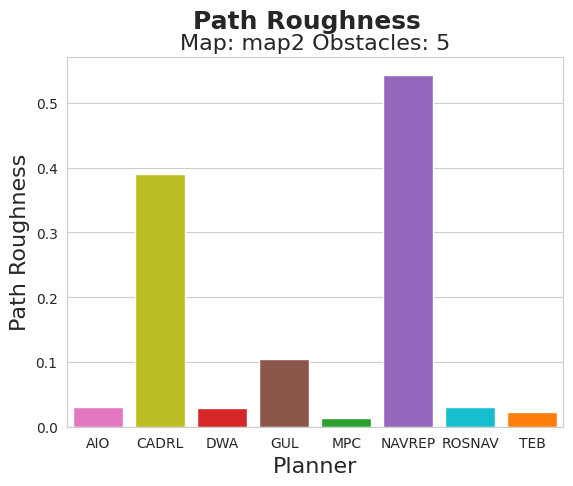 Path Roughness
Map: map2 Obstacles: 5
Path Roughness
0.5
0.4
0.3
0.2
0.1
0.0
AIO CADRL DWA GUL MPC NAVREP ROSNAV TEB
Planner